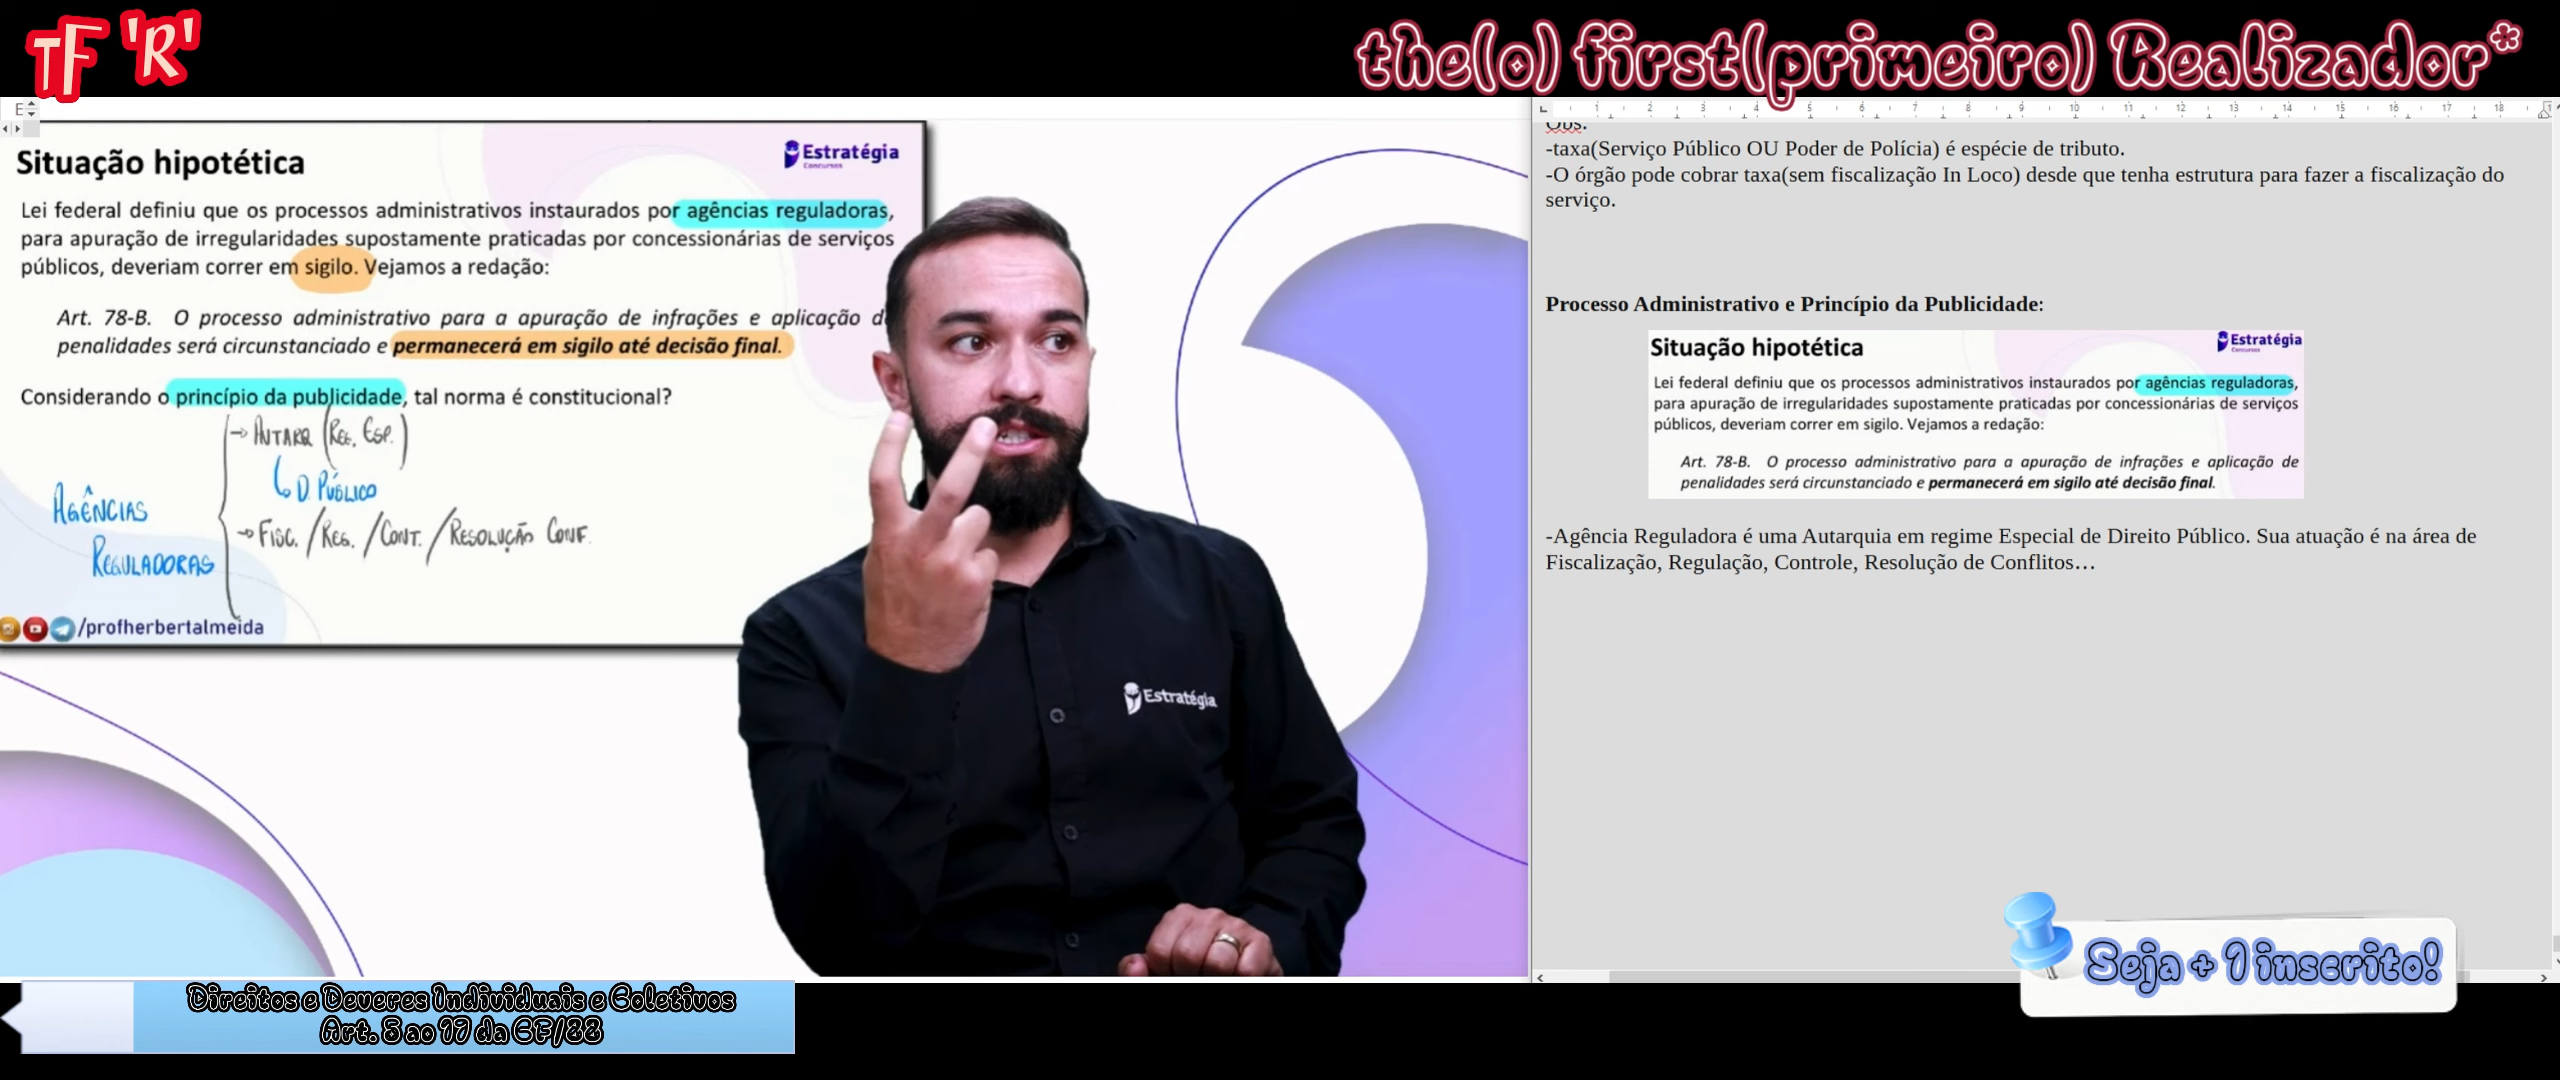 TF 'R'
the(o) first(primeiro) Realizador*
Situação hipotética
Estratégia
Concursos
Lei federal definiu que os processos administrativos instaurados por agências reguladoras,
para apuração de irregularidades supostamente praticadas por concessionárias de serviços
públicos, deveriam correr em sigilo. Vejamos a redação:
Art. 78-B. O processo administrativo para a apuração de infrações e aplicação
penalidades será circunstanciado e permanecerá em sigilo até decisão final.
Considerando o princípio da publicidade, tal norma é constitucional?
→ AUTARQ (REG. ESP.)
D. PÚBLICO
AGÊNCIAS
REGULADORAS
→ FISC. / REG. / CONT. / RESOLUÇÃO CONF.
/profherbertalmeida
Estratégia
Obs.
-taxa(Serviço Público OU Poder de Polícia) é espécie de tributo.
-O órgão pode cobrar taxa(sem fiscalização In Loco) desde que tenha estrutura para fazer a fiscalização do
serviço.
Processo Administrativo e Princípio da Publicidade:
Situação hipotética
Estratégia
Concursos
Lei federal definiu que os processos administrativos instaurados por agências reguladoras,
para apuração de irregularidades supostamente praticadas por concessionárias de serviços
públicos, deveriam correr em sigilo. Vejamos a redação:
Art. 78-B. O processo administrativo para a apuração de infrações e aplicação de
penalidades será circunstanciado e permanecerá em sigilo até decisão final.
-Agência Reguladora é uma Autarquia em regime Especial de Direito Público. Sua atuação é na área de
Fiscalização, Regulação, Controle, Resolução de Conflitos…
Seja + 1 inscrito!
Direitos e Deveres Individuais e Coletivos
Art. 5 ao 17 da CF/88